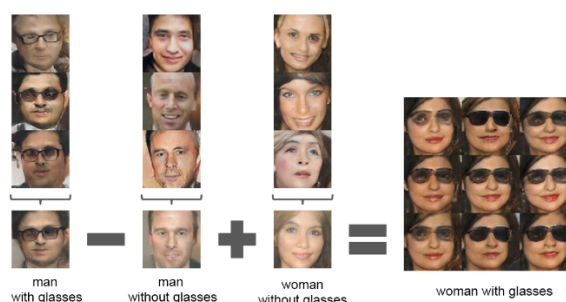 man
with glasses
man
without glasses
woman
without glasses
woman with glasses